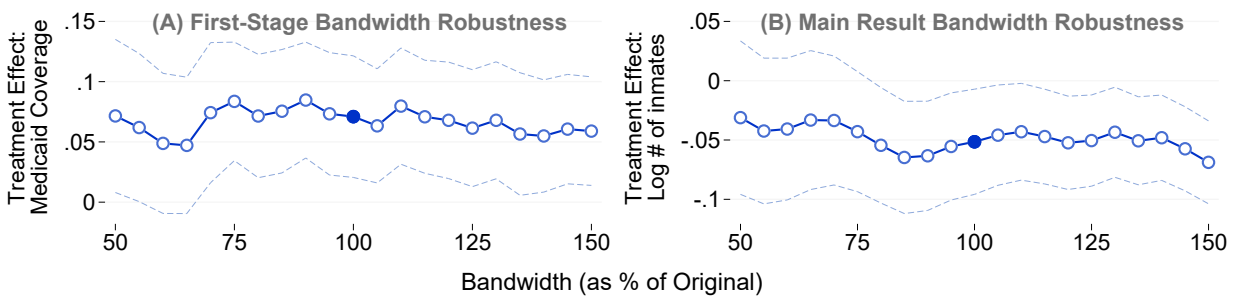 (A) First-Stage Bandwidth Robustness
Treatment Effect:
Medicaid Coverage
.15
.1
.05
0
50
75
100
125
150
(B) Main Result Bandwidth Robustness
Treatment Effect:
Log # of inmates
.05
0
-.05
-.1
50
75
100
125
150
Bandwidth (as % of Original)